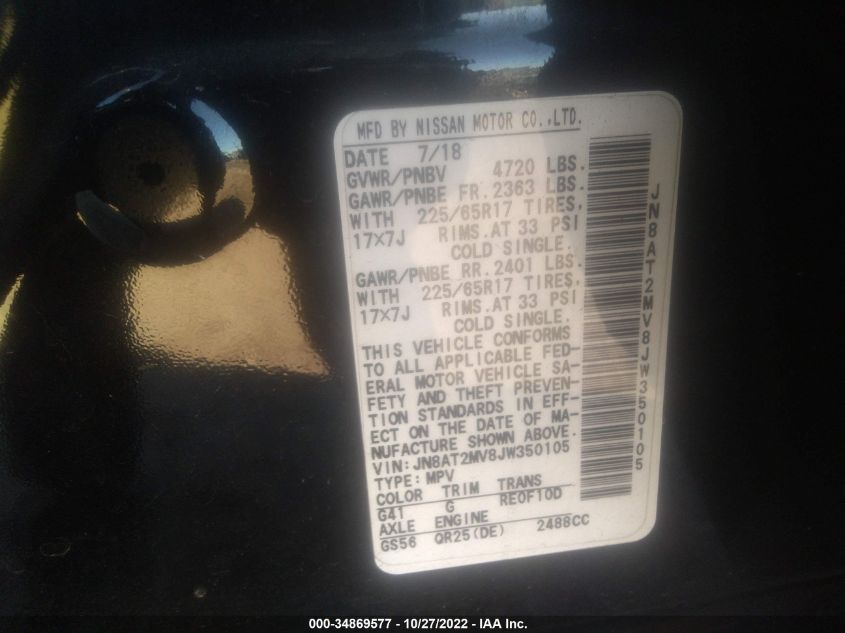 MFD BY NISSAN MOTOR CO.,LTD.
DATE 7/18
GVWR/PNBV 4720 LBS.
GAWR/PNBE FR. 2363 LBS.
WITH 225/65R17 TIRES,
17×7J RIMS.AT 33 PSI
COLD SINGLE.
GAWR/PNBE RR. 2401 LBS.
WITH 225/65R17 TIRES,
17×7J RIMS.AT 33 PSI
COLD SINGLE.
THIS VEHICLE CONFORMS
TO ALL APPLICABLE FED-
ERAL MOTOR VEHICLE SA-
FETY AND THEFT PREVEN-
TION STANDARDS IN EFF-
ECT ON THE DATE OF MA-
NUFACTURE SHOWN ABOVE.
VIN: JN8AT2MV8JW350105
TYPE: MPV
COLOR TRIM TRANS
G41 G RE0F10D
AXLE ENGINE
GS56 QR25(DE) 2488CC
JN8AT2MV8JW350105
000-34869577 - 10/27/2022 - IAA Inc.